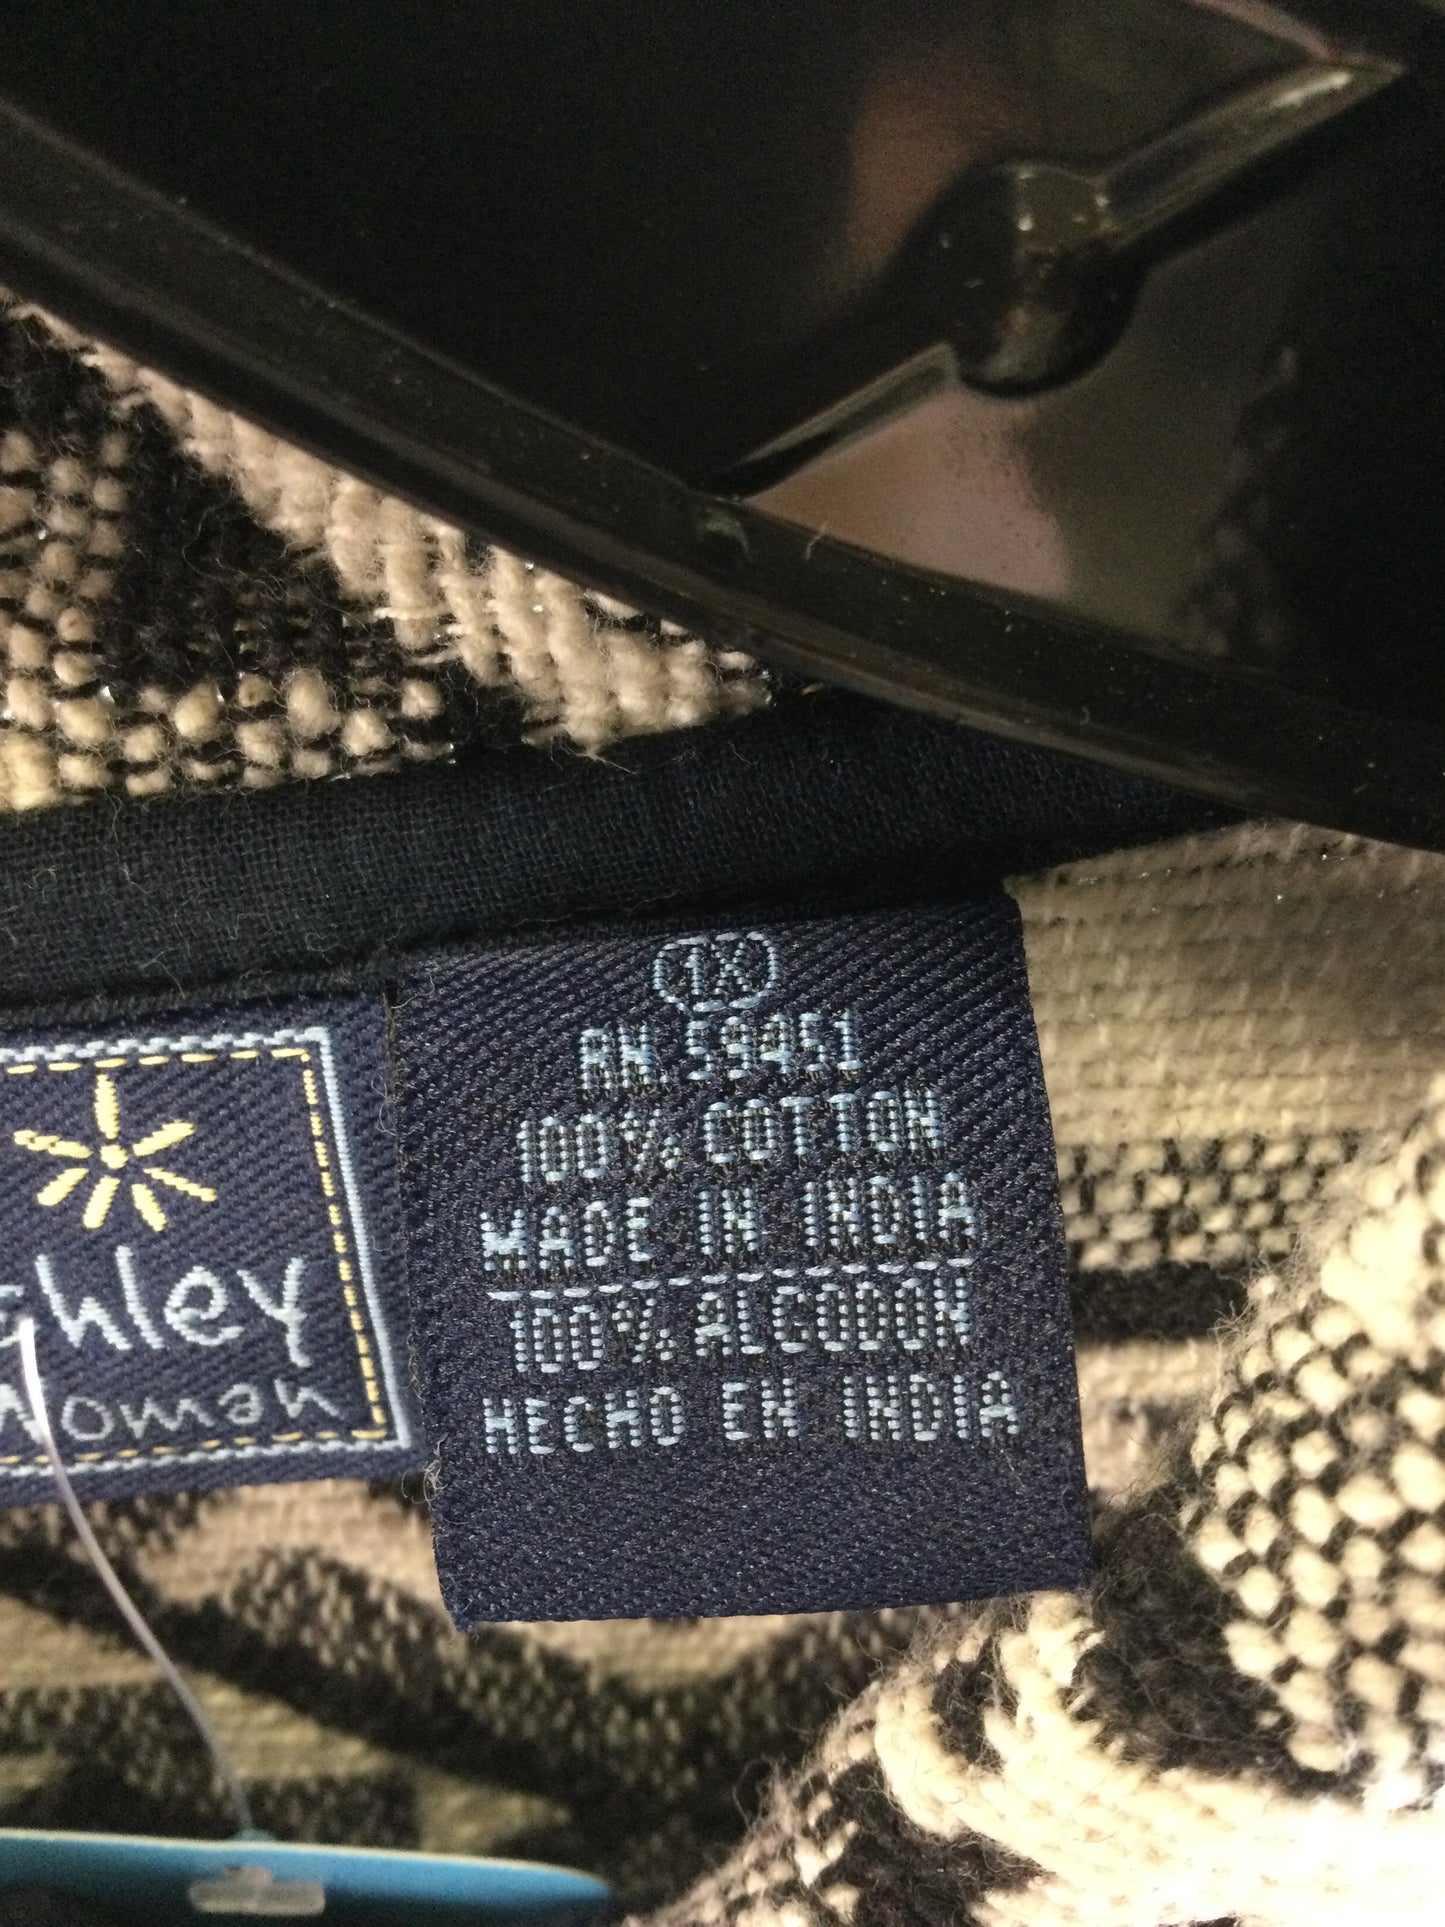 1X
RN.59451
100% COTTON
MADE IN INDIA
100% ALGODON
HECHO EN INDIA
hley
Woman